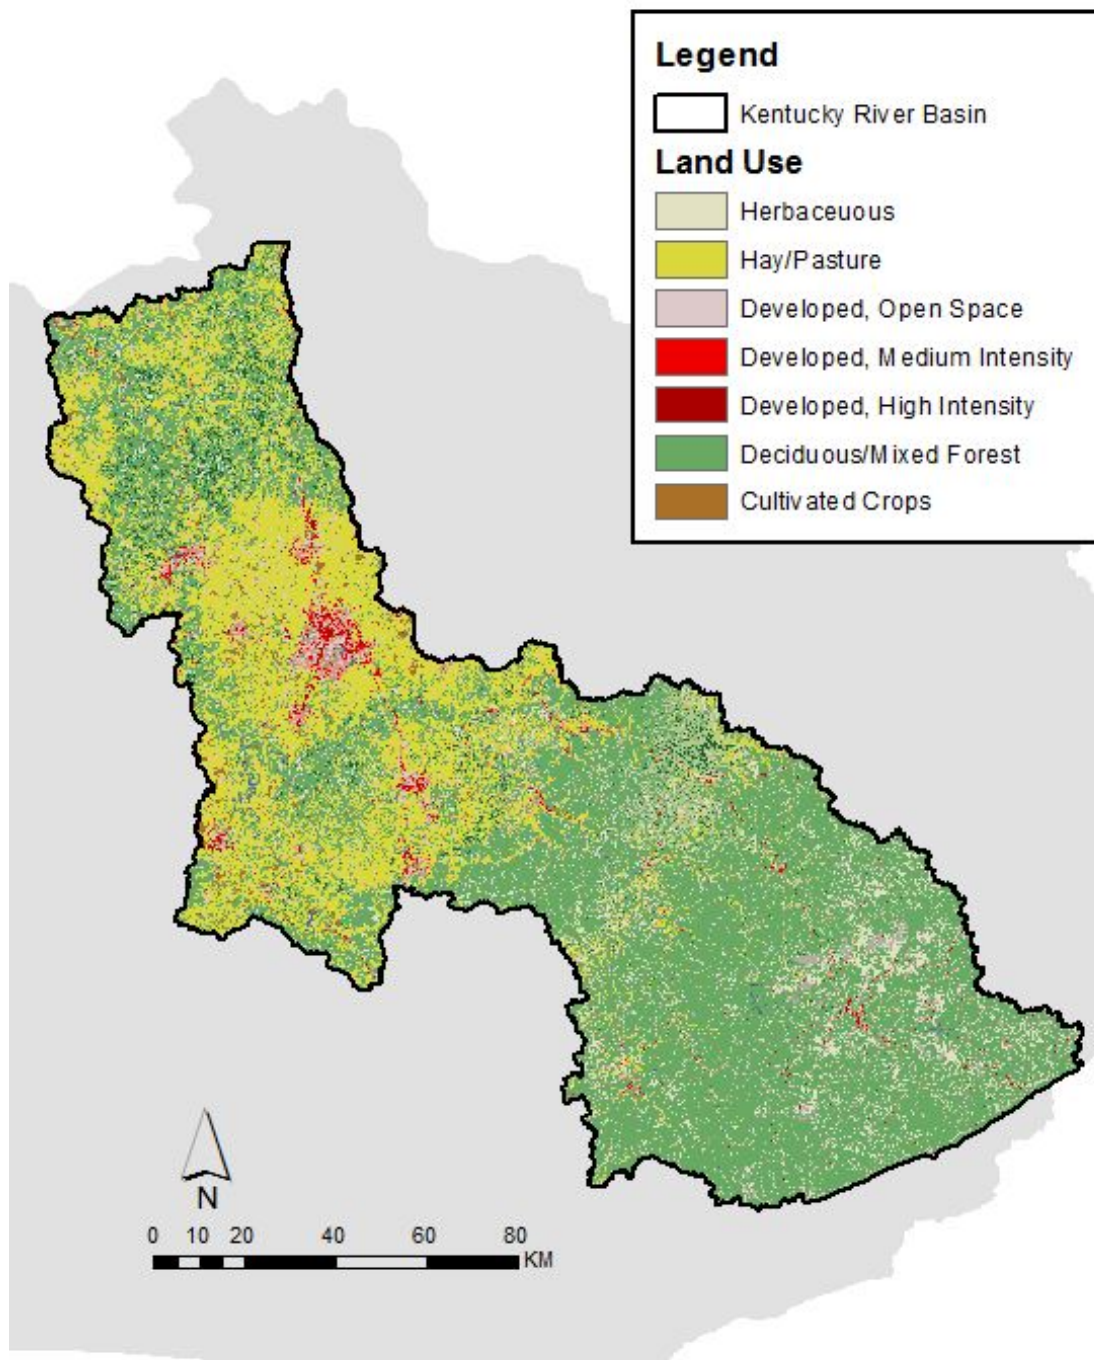 Legend
Kentucky River Basin
Land Use
Herbaceuous
Hay/Pasture
Developed, Open Space
Developed, Medium Intensity
Developed, High Intensity
Deciduous/Mixed Forest
Cultivated Crops
N
0 10 20 40 60 80
KM